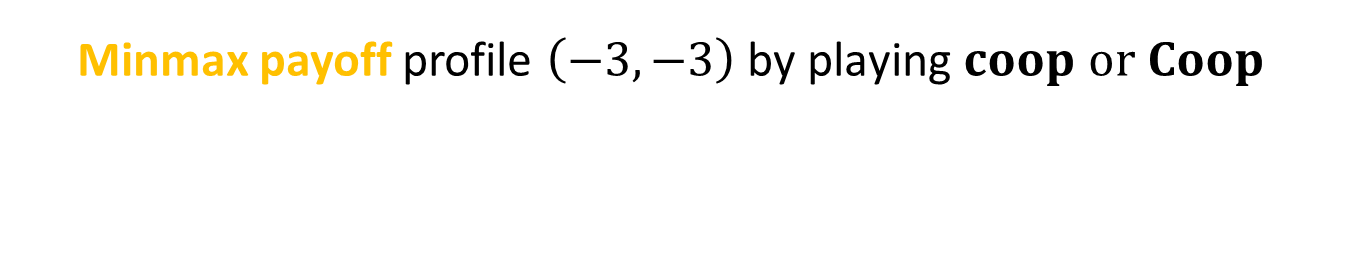 Minmax payoff profile (−3, −3) by playing coop or Coop